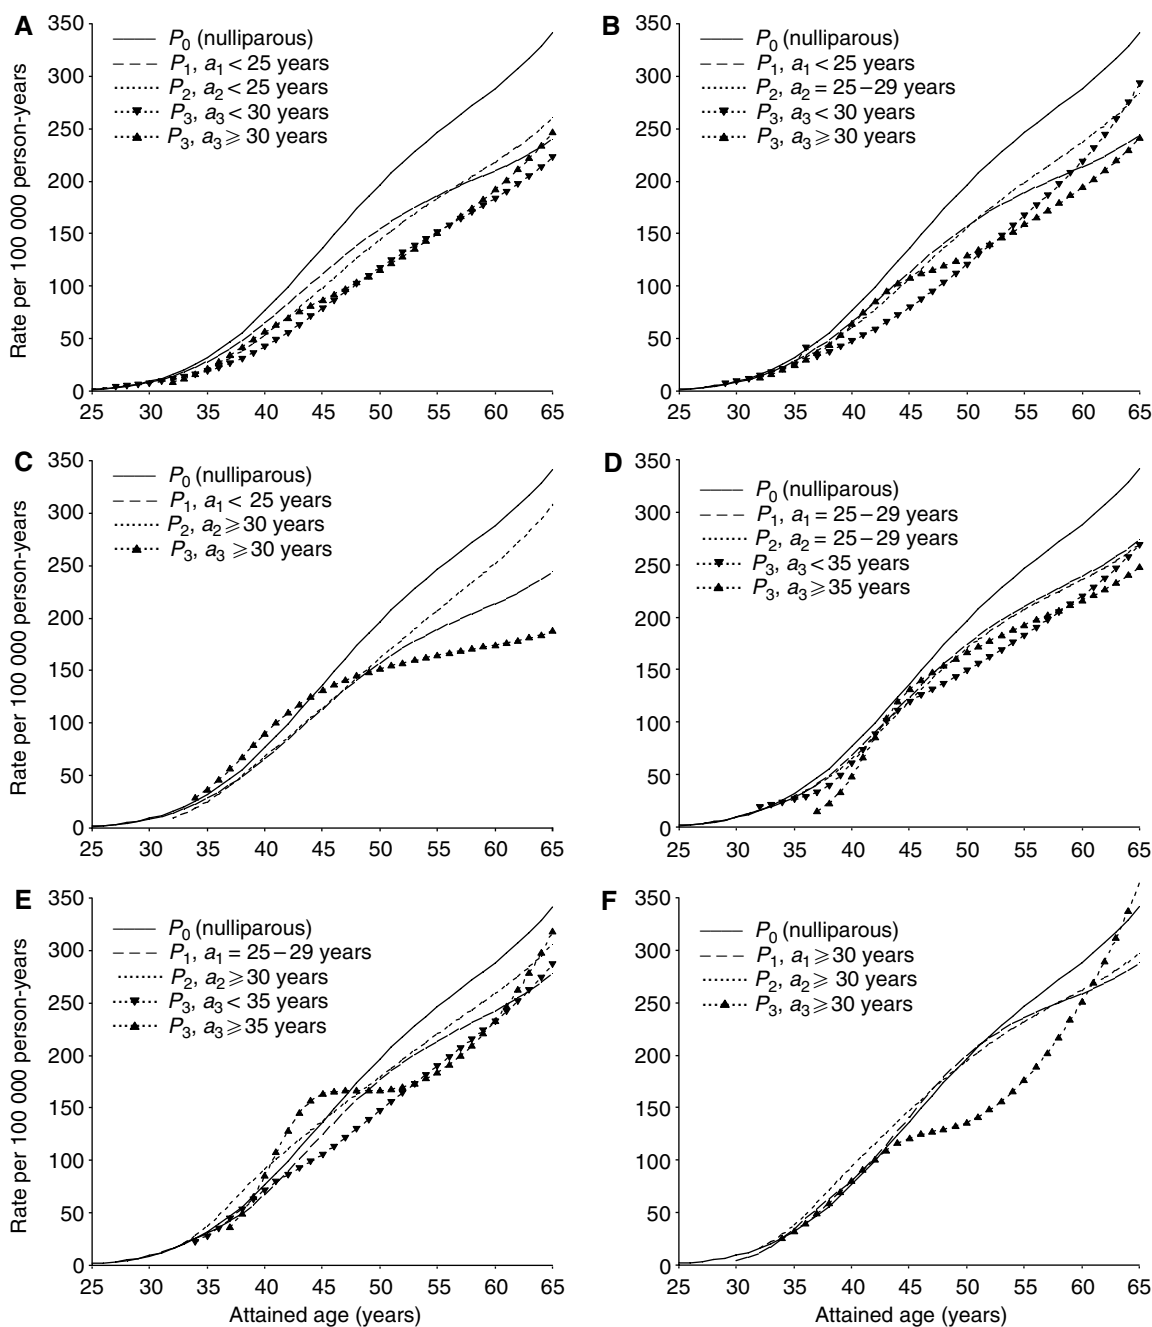 A
350
300
250
200
150
100
50
0
Rate per 100 000 person-years
P0 (nulliparous)
P1, a1 < 25 years
P2, a2 < 25 years
P3, a3 < 30 years
P3, a3 ⩾ 30 years
25 30 35 40 45 50 55 60 65
B
350
300
250
200
150
100
50
0
P0 (nulliparous)
P1, a1 < 25 years
P2, a2 = 25–29 years
P3, a3 < 30 years
P3, a3 ⩾ 30 years
25 30 35 40 45 50 55 60 65
C
350
300
250
200
150
100
50
0
Rate per 100 000 person-years
P0 (nulliparous)
P1, a1 < 25 years
P2, a2 ⩾ 30 years
P3, a3 ⩾ 30 years
25 30 35 40 45 50 55 60 65
D
350
300
250
200
150
100
50
0
P0 (nulliparous)
P1, a1 = 25–29 years
P2, a2 = 25–29 years
P3, a3 < 35 years
P3, a3 ⩾ 35 years
25 30 35 40 45 50 55 60 65
E
350
300
250
200
150
100
50
0
Rate per 100 000 person-years
P0 (nulliparous)
P1, a1 = 25–29 years
P2, a2 ⩾ 30 years
P3, a3 < 35 years
P3, a3 ⩾ 35 years
25 30 35 40 45 50 55 60 65
Attained age (years)
F
350
300
250
200
150
100
50
0
P0 (nulliparous)
P1, a1 ⩾ 30 years
P2, a2 ⩾ 30 years
P3, a3 ⩾ 30 years
25 30 35 40 45 50 55 60 65
Attained age (years)